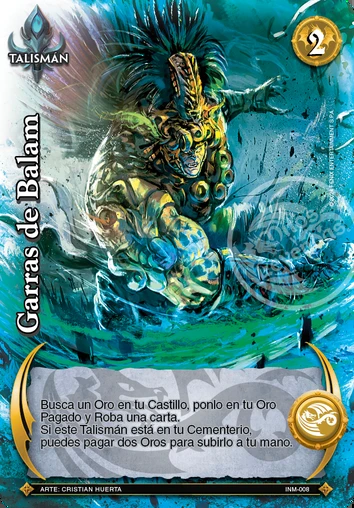 TALISMÁN
2
Garras de Balam
Busca un Oro en tu Castillo, ponlo en tu Oro
Pagado y Roba una carta.
Si este Talismán está en tu Cementerio,
puedes pagar dos Oros para subirlo a tu mano.
ARTE: CRISTIAN HUERTA
INM-008